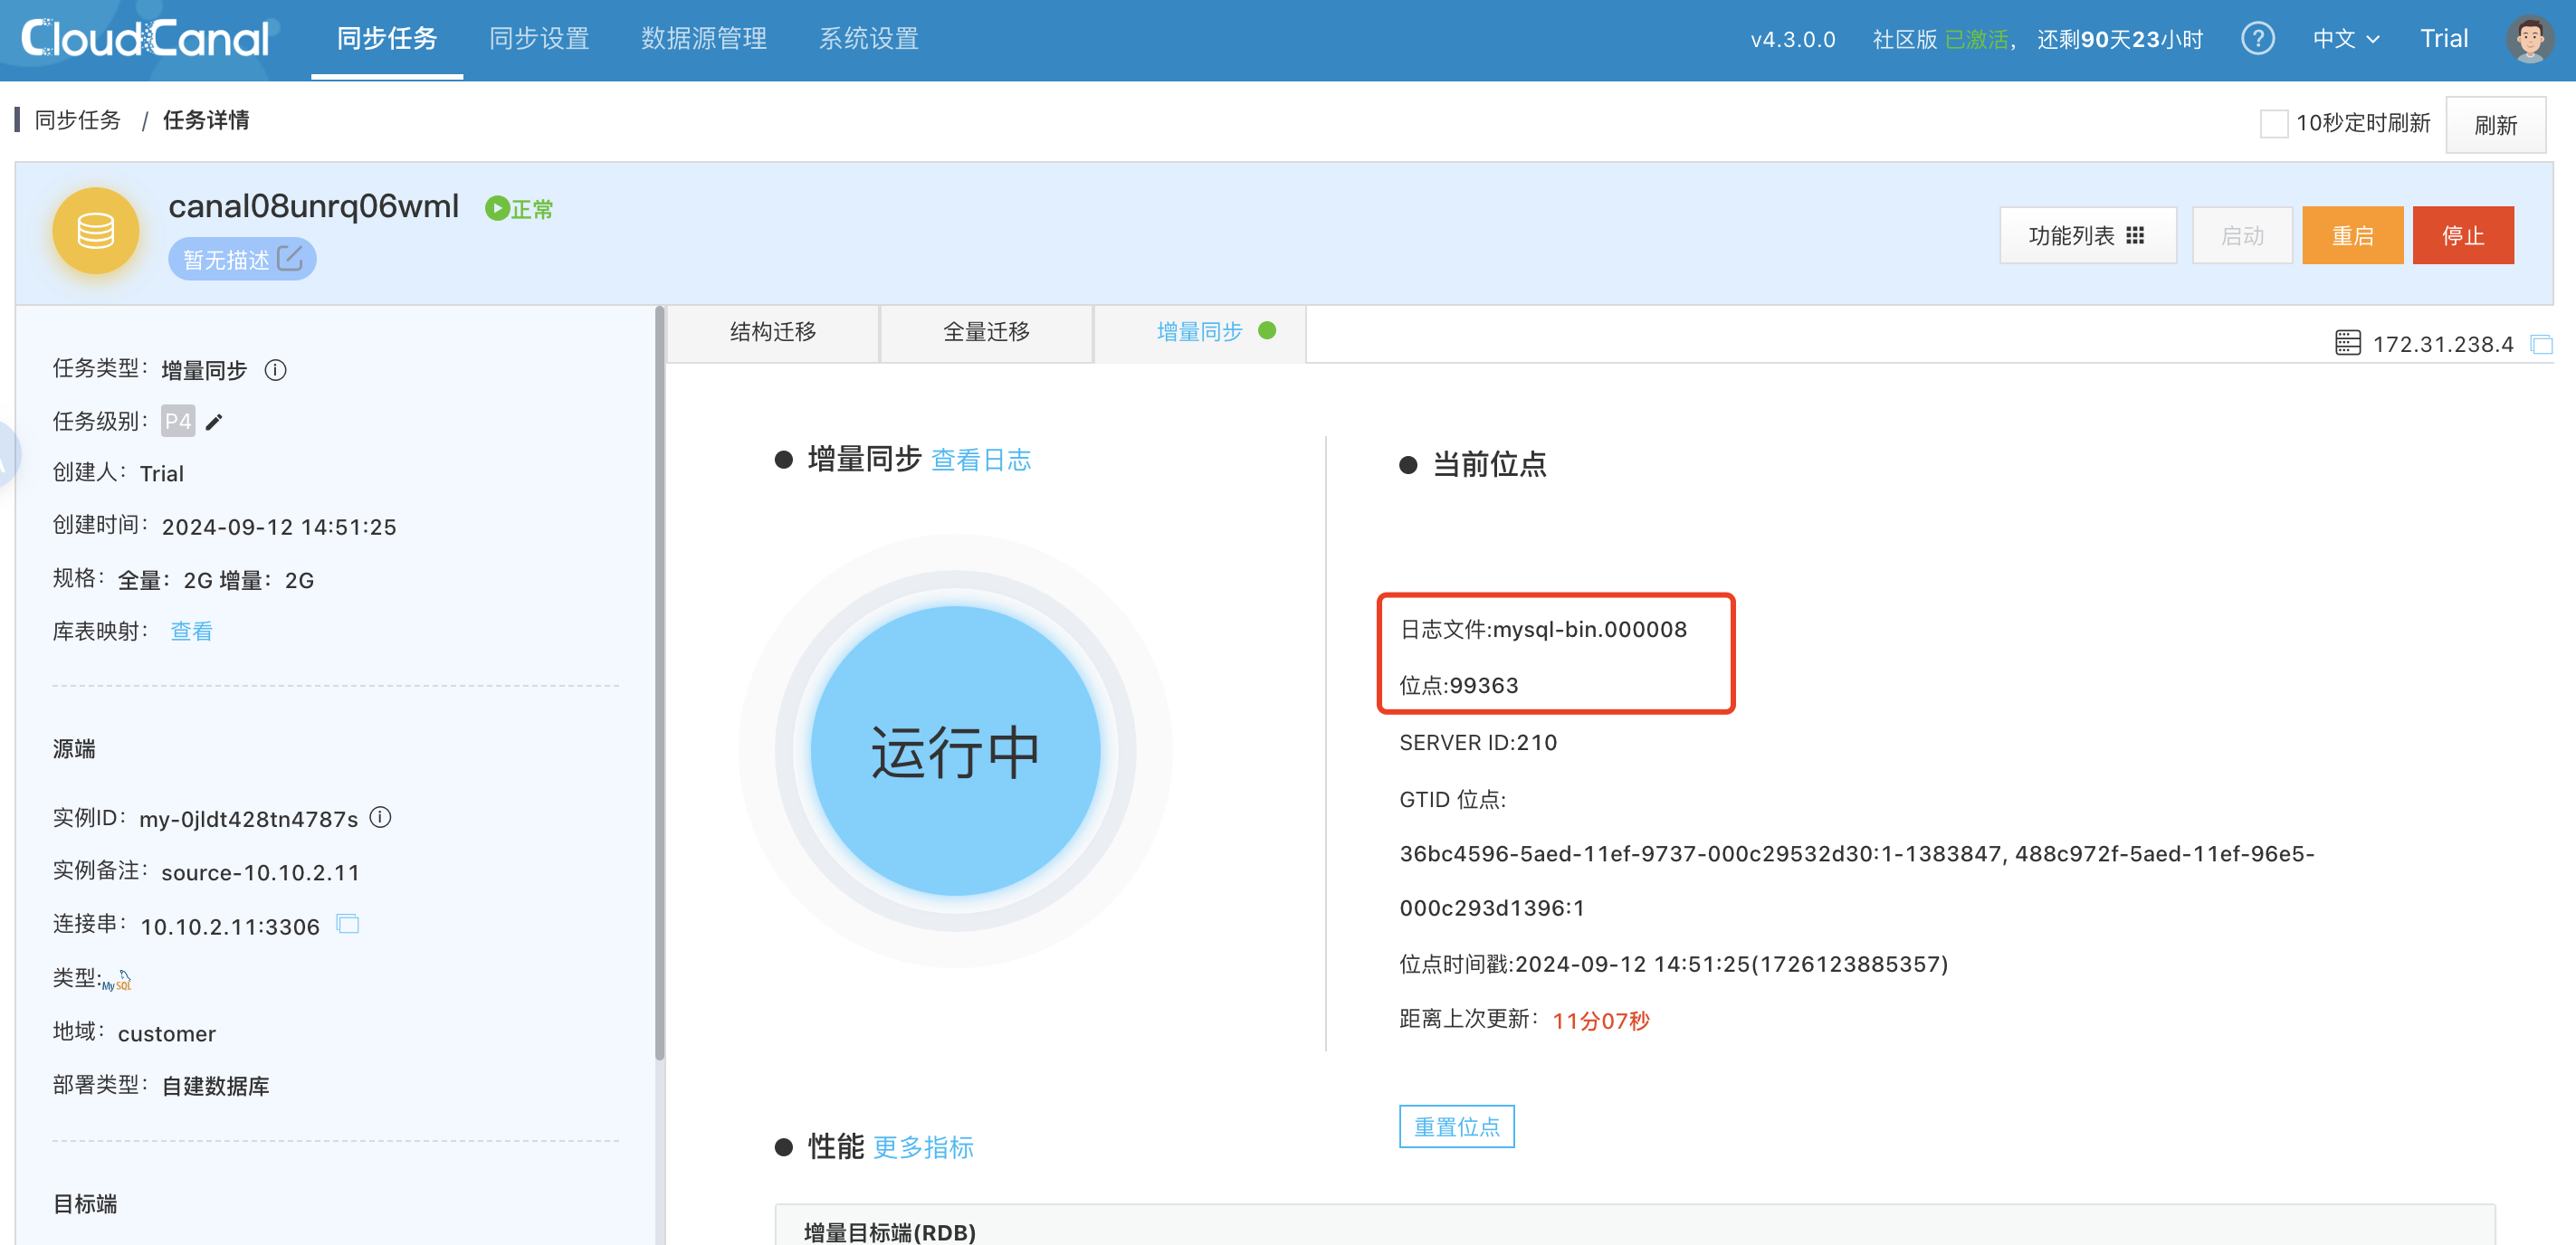 CloudCanal 同步任务 同步设置 数据源管理 系统设置 v4.3.0.0 社区版 已激活, 还剩90天23小时 ? 中文 Trial
同步任务 / 任务详情 10秒定时刷新 刷新
canal08unrq06wml 正常
暂无描述
功能列表 启动 重启 停止
结构迁移 全量迁移 增量同步 172.31.238.4
任务类型: 增量同步
任务级别: P4
创建人: Trial
创建时间: 2024-09-12 14:51:25
规格: 全量: 2G 增量: 2G
库表映射: 查看
源端
实例ID: my-0jldt428tn4787s
实例备注: source-10.10.2.11
连接串: 10.10.2.11:3306
类型: MySQL
地域: customer
部署类型: 自建数据库
目标端
增量同步 查看日志
运行中
当前位点
日志文件:mysql-bin.000008
位点:99363
SERVER ID:210
GTID 位点:
36bc4596-5aed-11ef-9737-000c29532d30:1-1383847, 488c972f-5aed-11ef-96e5-
000c293d1396:1
位点时间戳:2024-09-12 14:51:25(1726123885357)
距离上次更新: 11分07秒
重置位点
性能 更多指标
增量目标端(RDB)